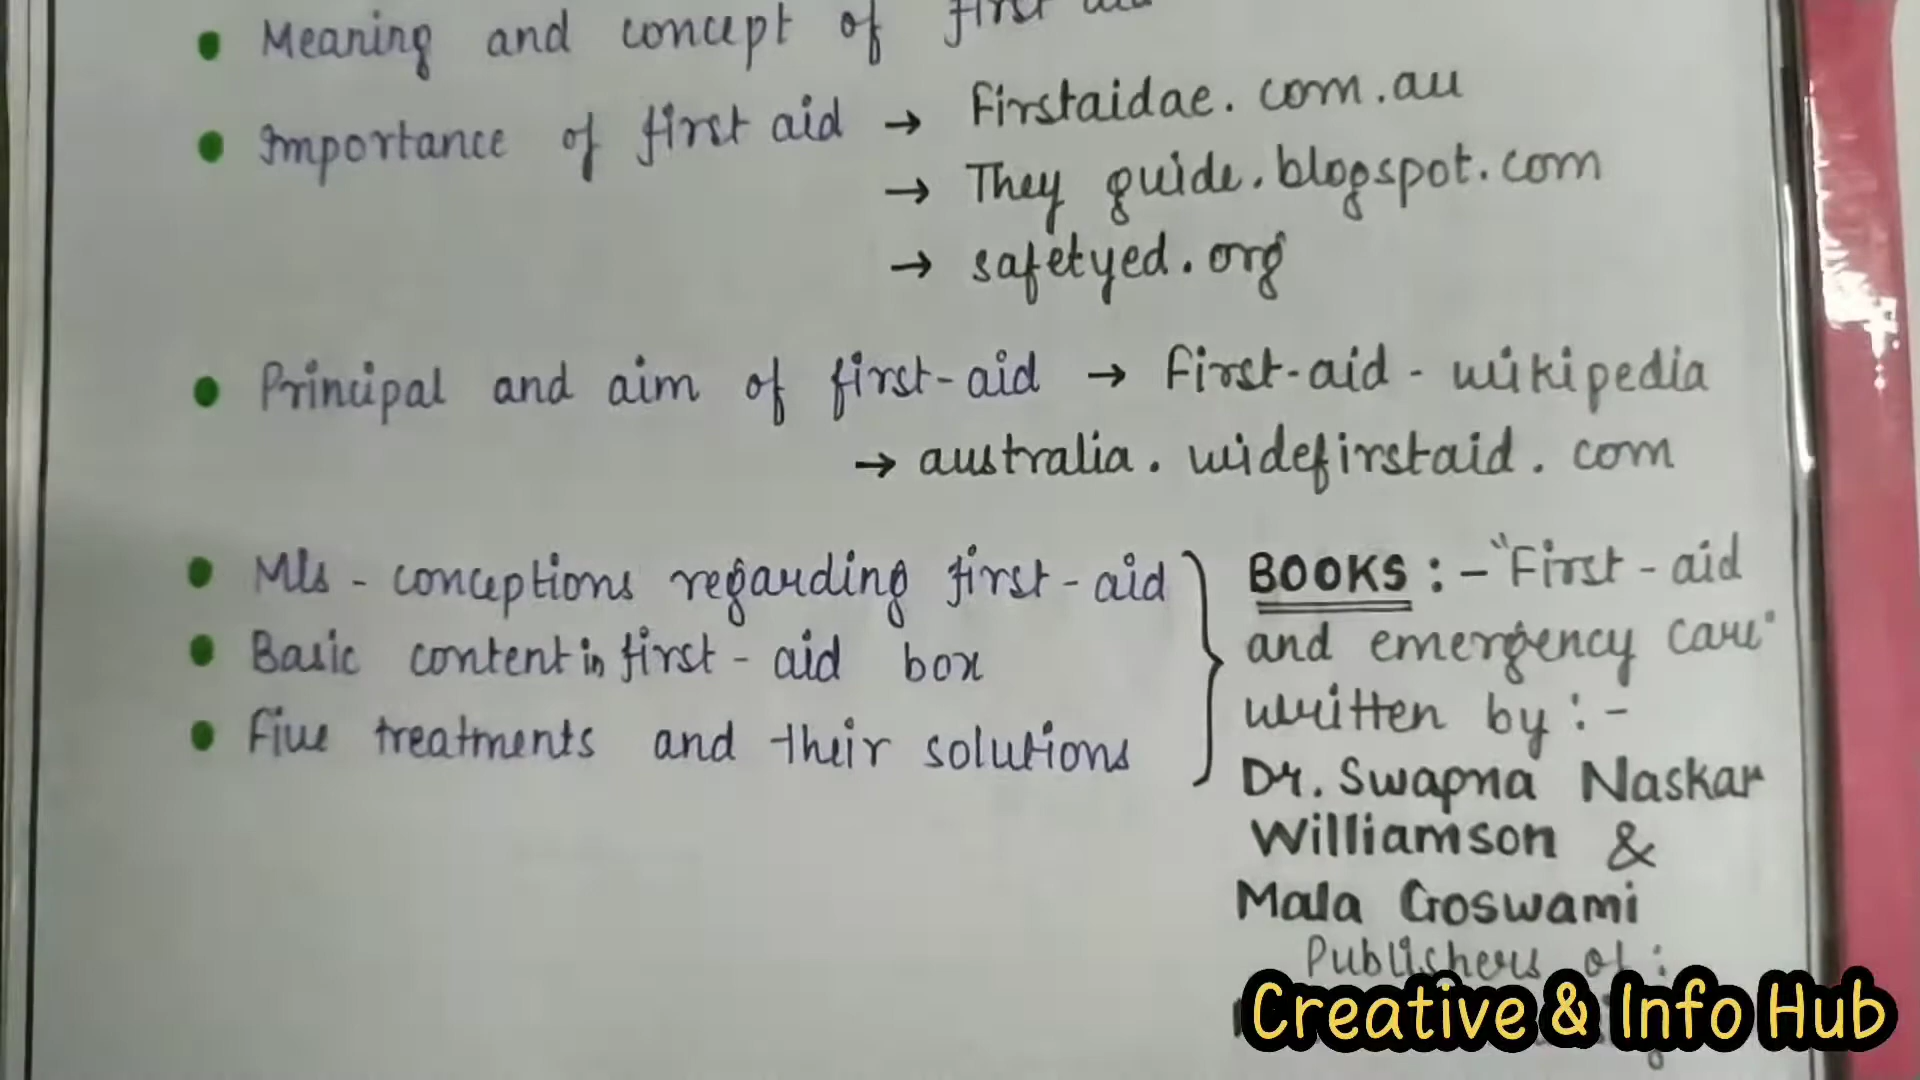 • Meaning and concept of first aid
• Importance of first aid → Firstaidae.com.au
→ They guide.blogspot.com
→ safetyed.org
• Principal and aim of first-aid → First-aid - wikipedia
→ australia.widefirstaid.com
• Mis - conceptions regarding first-aid
• Basic content in first - aid box
• Five treatments and their solutions
BOOKS :- "First - aid
and emergency care"
written by :-
Dr. Swapna Naskar
Williamson &
Mala Goswami
Publishers of :
Creative & Info Hub